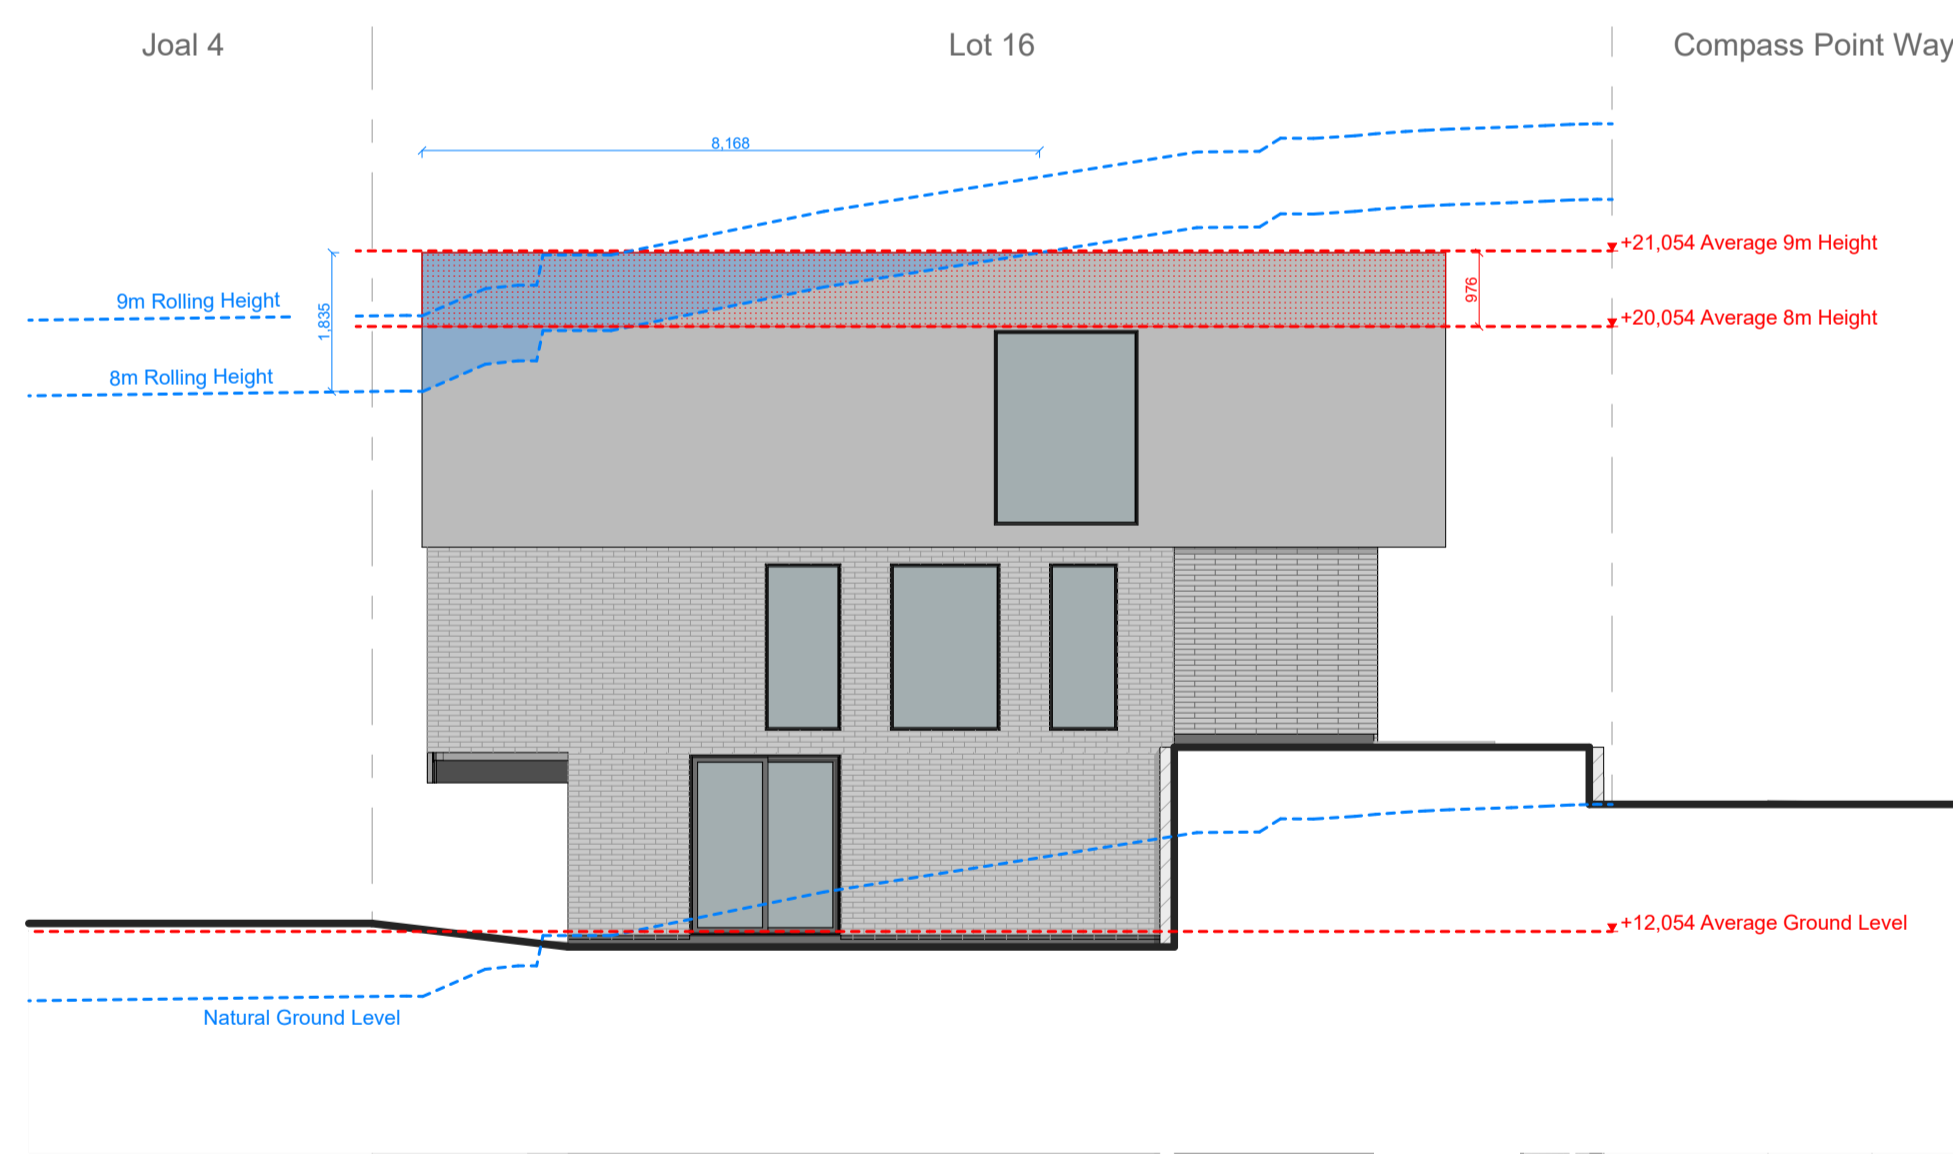 Joal 4
Lot 16
Compass Point Way
8,168
+21,054 Average 9m Height
976
9m Rolling Height
1,835
+20,054 Average 8m Height
8m Rolling Height
+12,054 Average Ground Level
Natural Ground Level